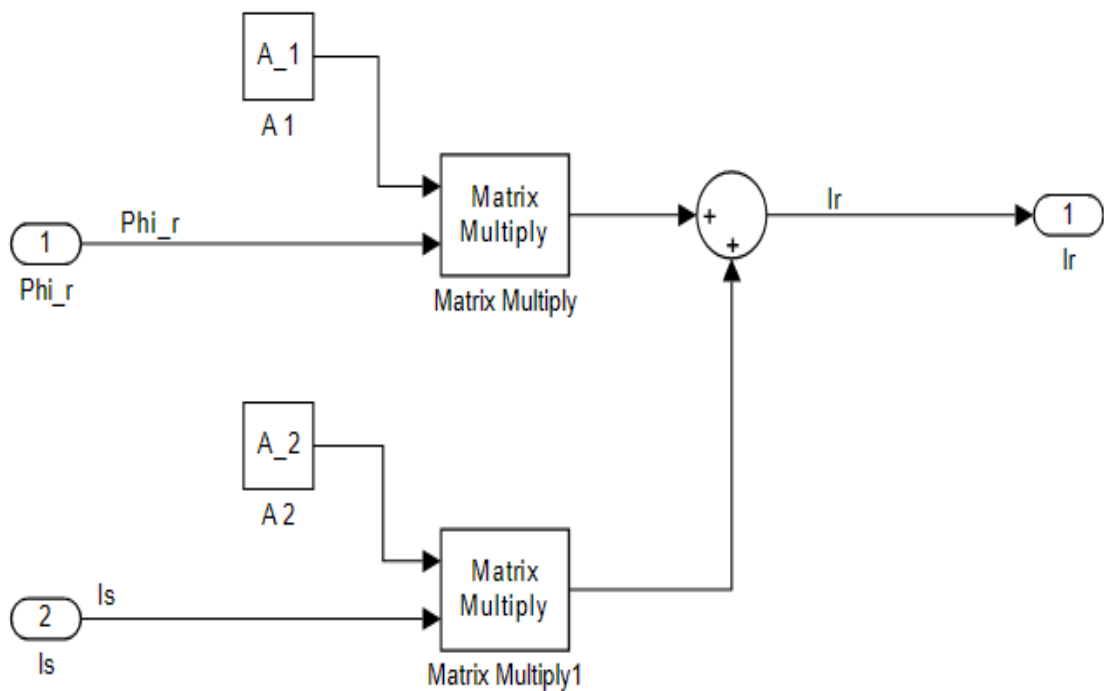 A_1
A 1
Matrix
Multiply
Matrix Multiply
1
Phi_r
Phi_r
+
+
Ir
1
Ir
A_2
A 2
Matrix
Multiply
Matrix Multiply1
2
Is
Is